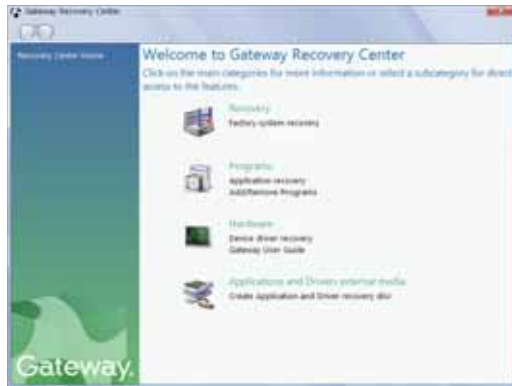 Gateway Recovery Center
Recovery Center Home
Welcome to Gateway Recovery Center
Click on the main categories for more information or select a subcategory for direct
access to the features.
Recovery
Factory system recovery
Programs
Application recovery
Add/Remove Programs
Hardware
Device driver recovery
Gateway User Guide
Applications and Drivers external media
Create Application and Driver recovery disc
Gateway.